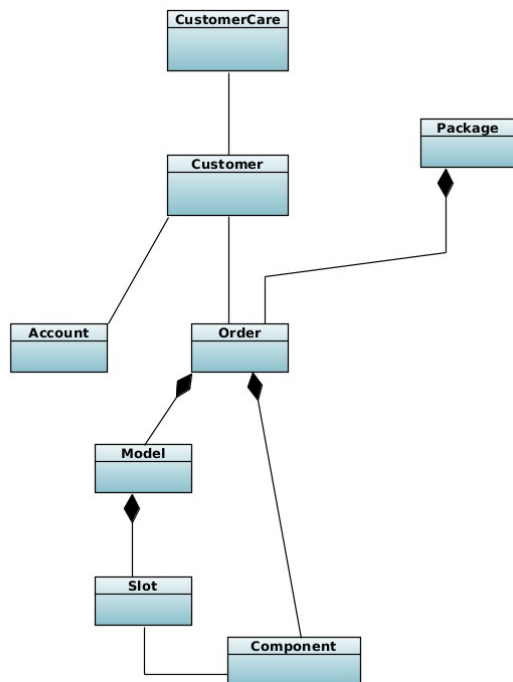 CustomerCare
Package
Customer
Account
Order
Model
Slot
Component